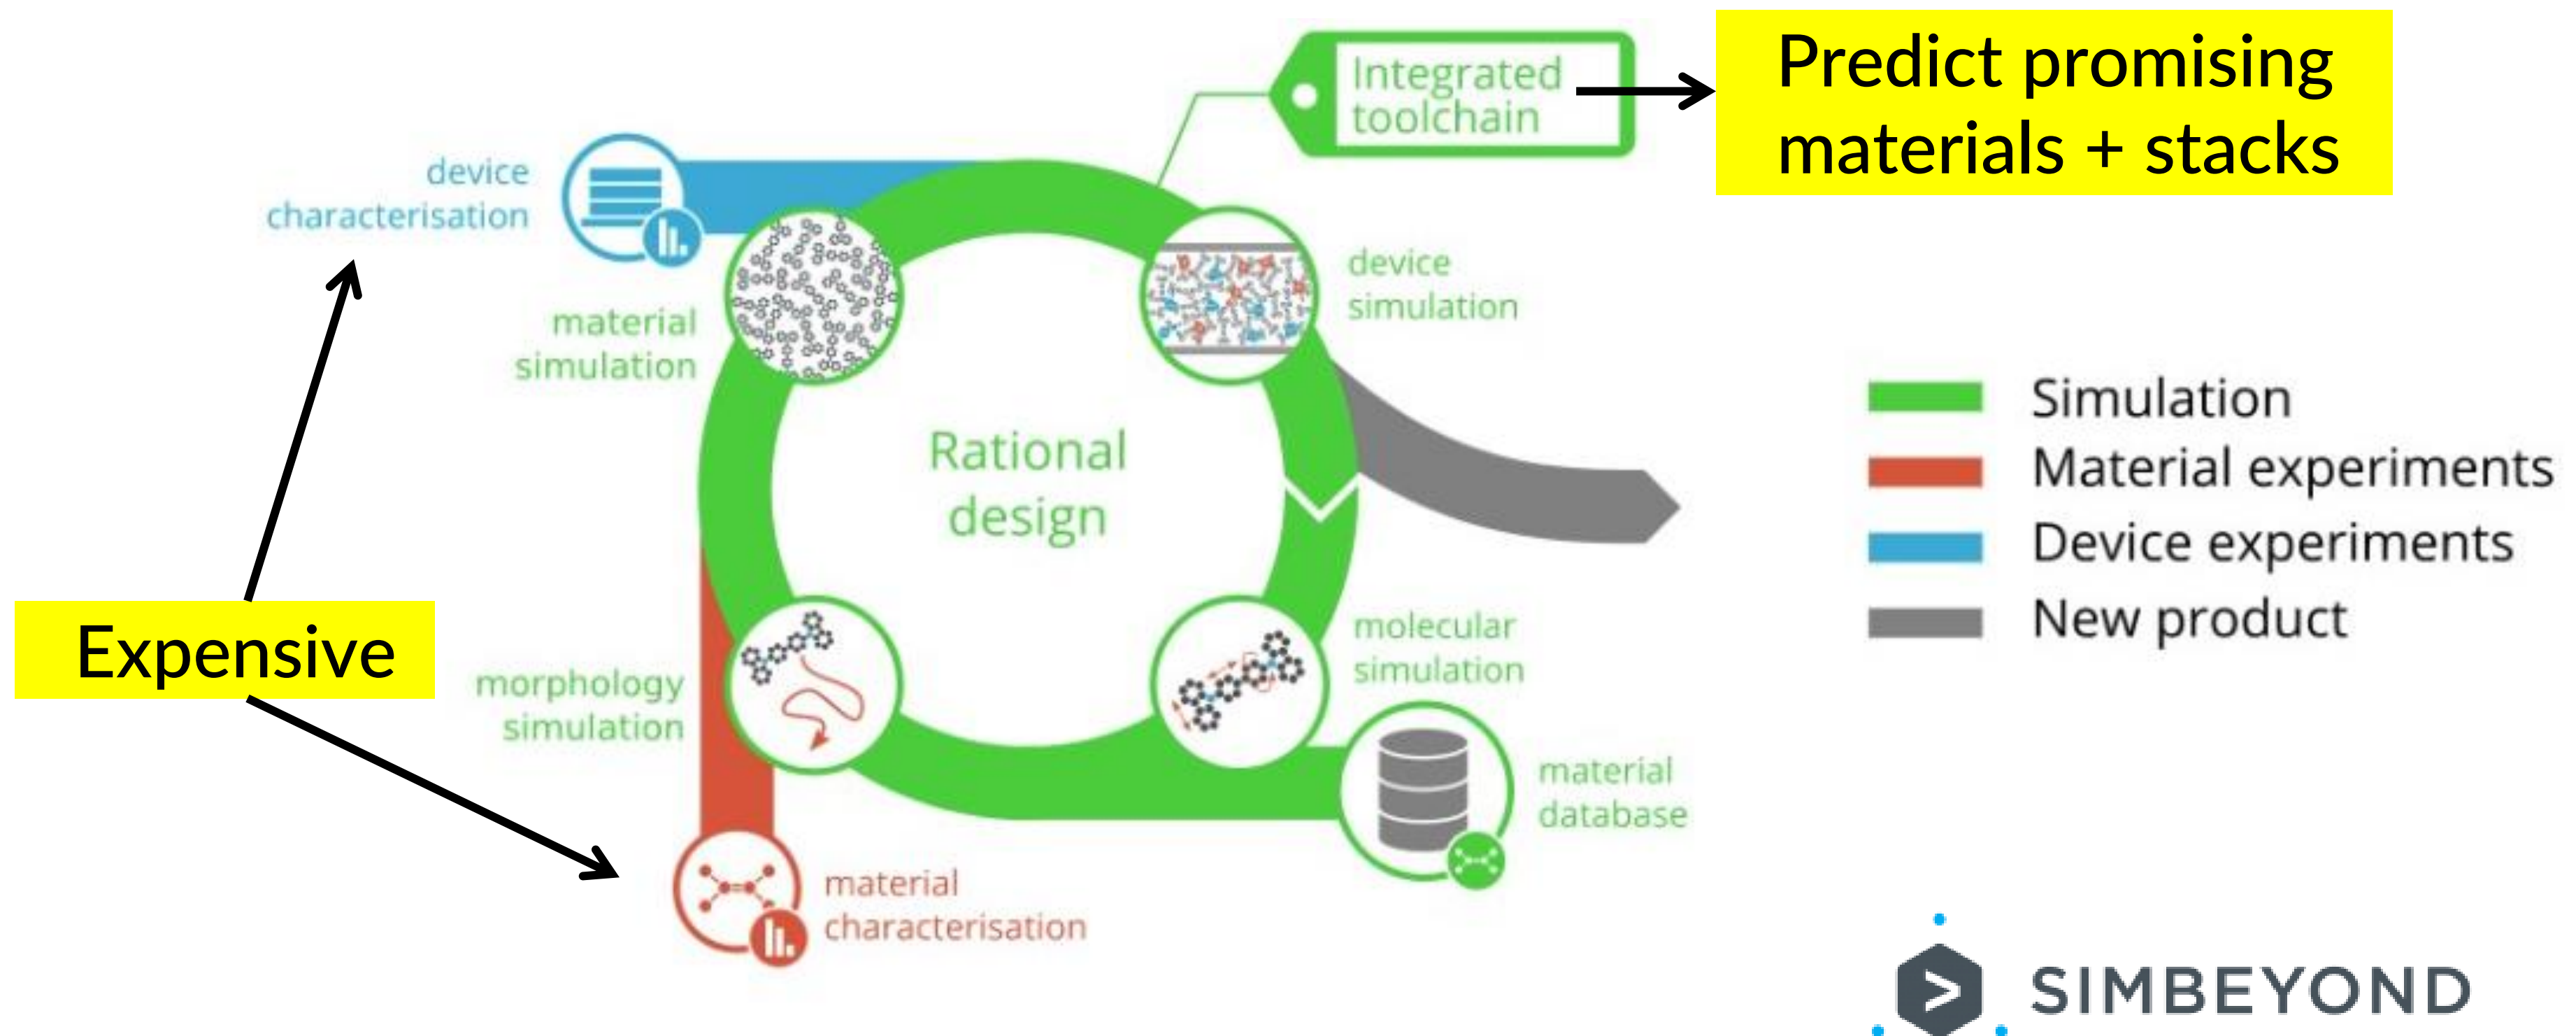 Integrated
toolchain
Predict promising
materials + stacks
device
characterisation
material
simulation
device
simulation
Rational
design
Simulation
Material experiments
Device experiments
New product
Expensive
morphology
simulation
molecular
simulation
material
database
material
characterisation
SIMBEYOND